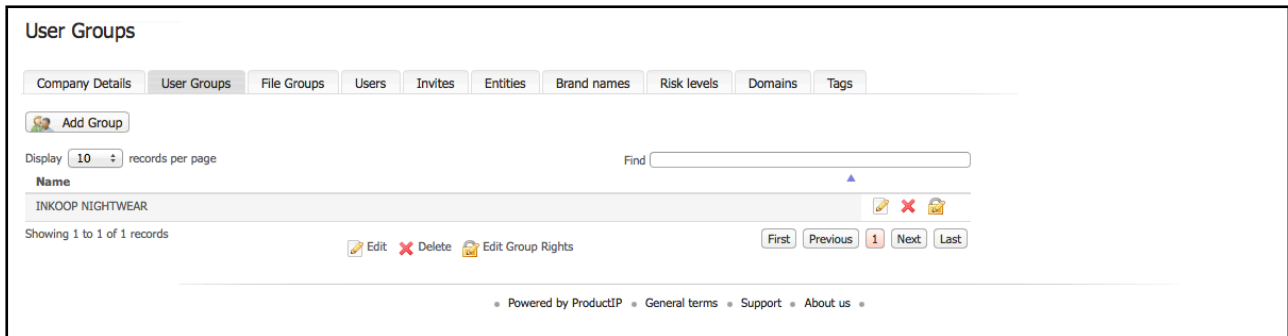 User Groups
Company Details User Groups File Groups Users Invites Entities Brand names Risk levels Domains Tags
Add Group
Display 10 records per page Find
Name
INKOOP NIGHTWEAR
Showing 1 to 1 of 1 records
Edit Delete Edit Group Rights
First Previous 1 Next Last
Powered by ProductIP General terms Support About us